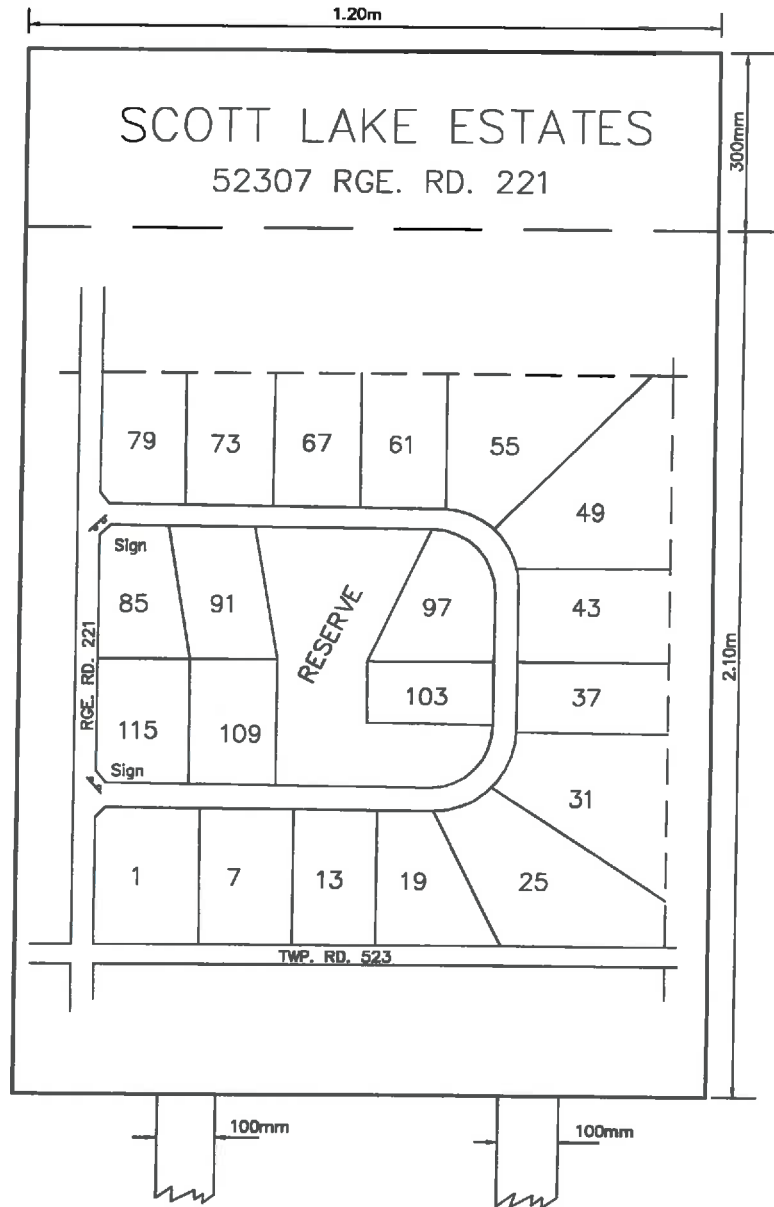 1.20m
SCOTT LAKE ESTATES
52307 RGE. RD. 221
300mm
79 73 67 61 55
49
Sign
85 91 RESERVE 97 43
RGE. RD. 221
2.10m
103 37
115 109
Sign
31
1 7 13 19 25
TWP. RD. 523
100mm 100mm